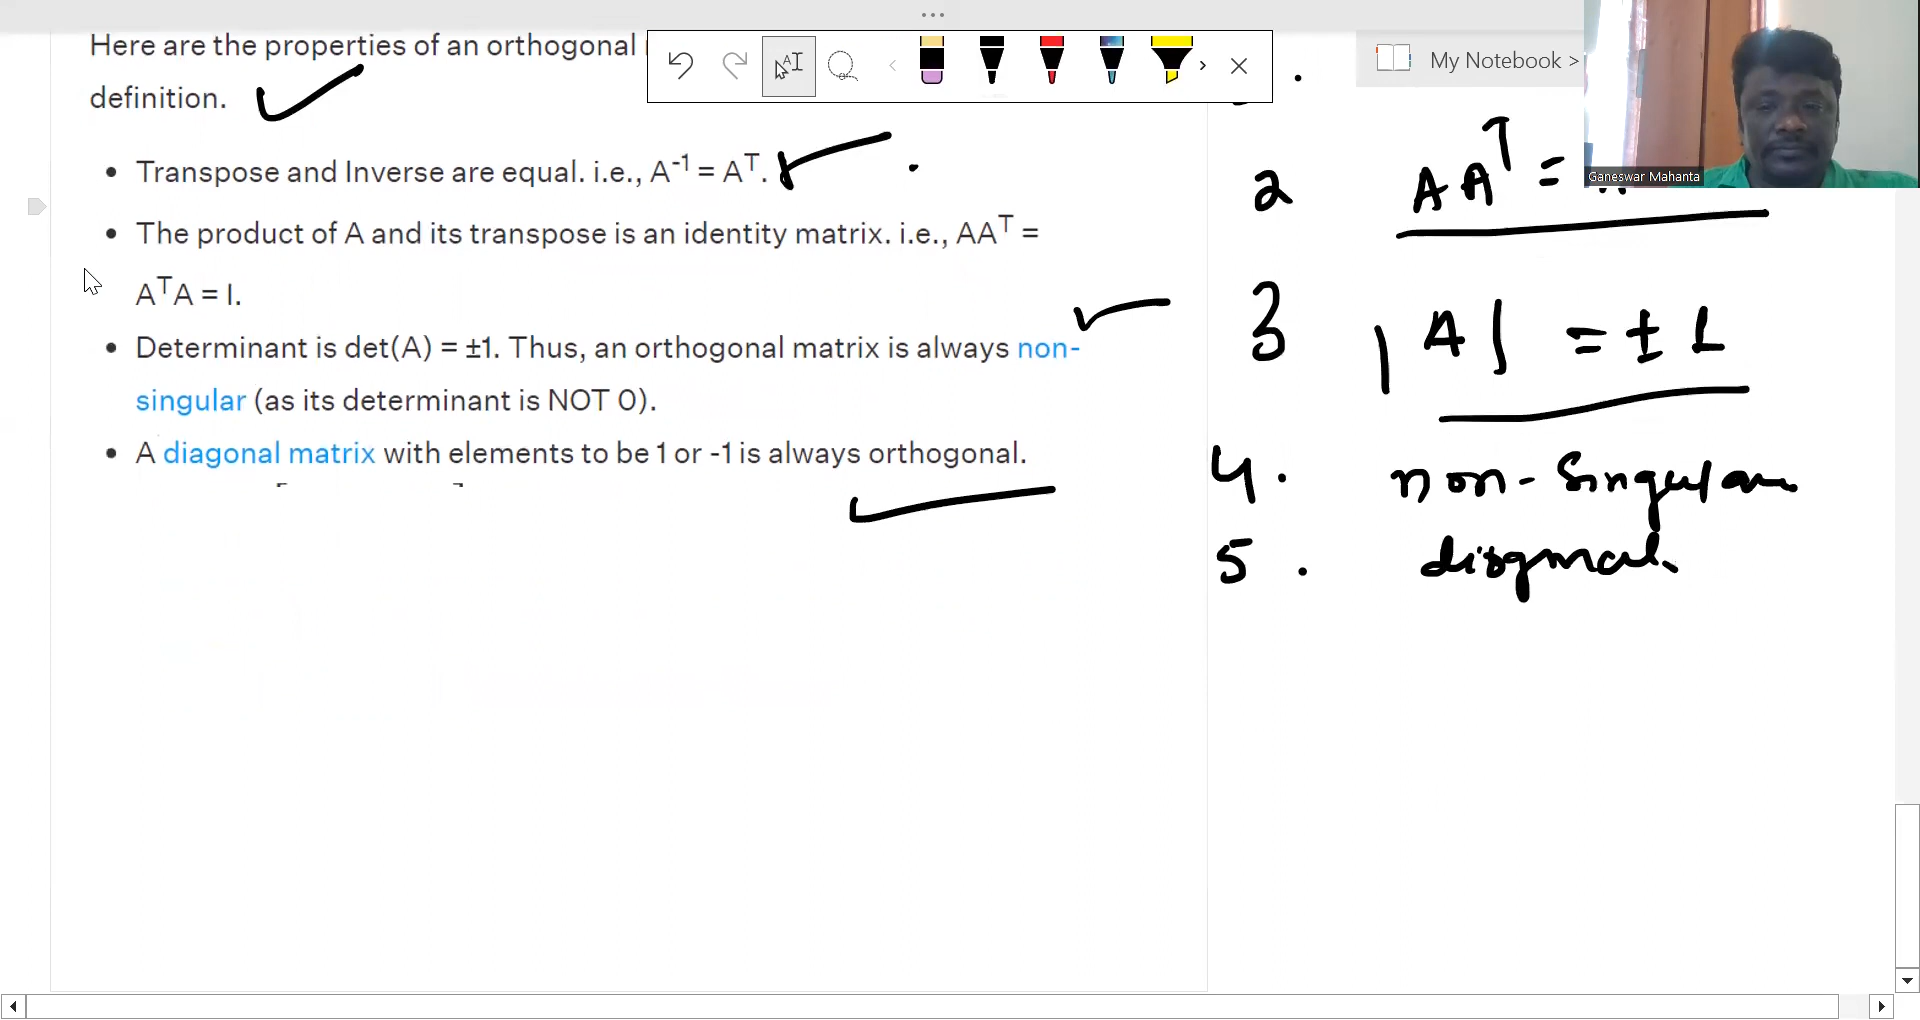 Here are the properties of an orthogonal
definition.
My Notebook >
Ganeswar Mahanta
• Transpose and Inverse are equal. i.e., A⁻¹ = Aᵀ.
• The product of A and its transpose is an identity matrix. i.e., AAᵀ =
AᵀA = I.
• Determinant is det(A) = ±1. Thus, an orthogonal matrix is always non-
singular (as its determinant is NOT 0).
• A diagonal matrix with elements to be 1 or -1 is always orthogonal.
2 AAᵀ =
3 |A| = ± 1
4. non-singular
5. diagonal